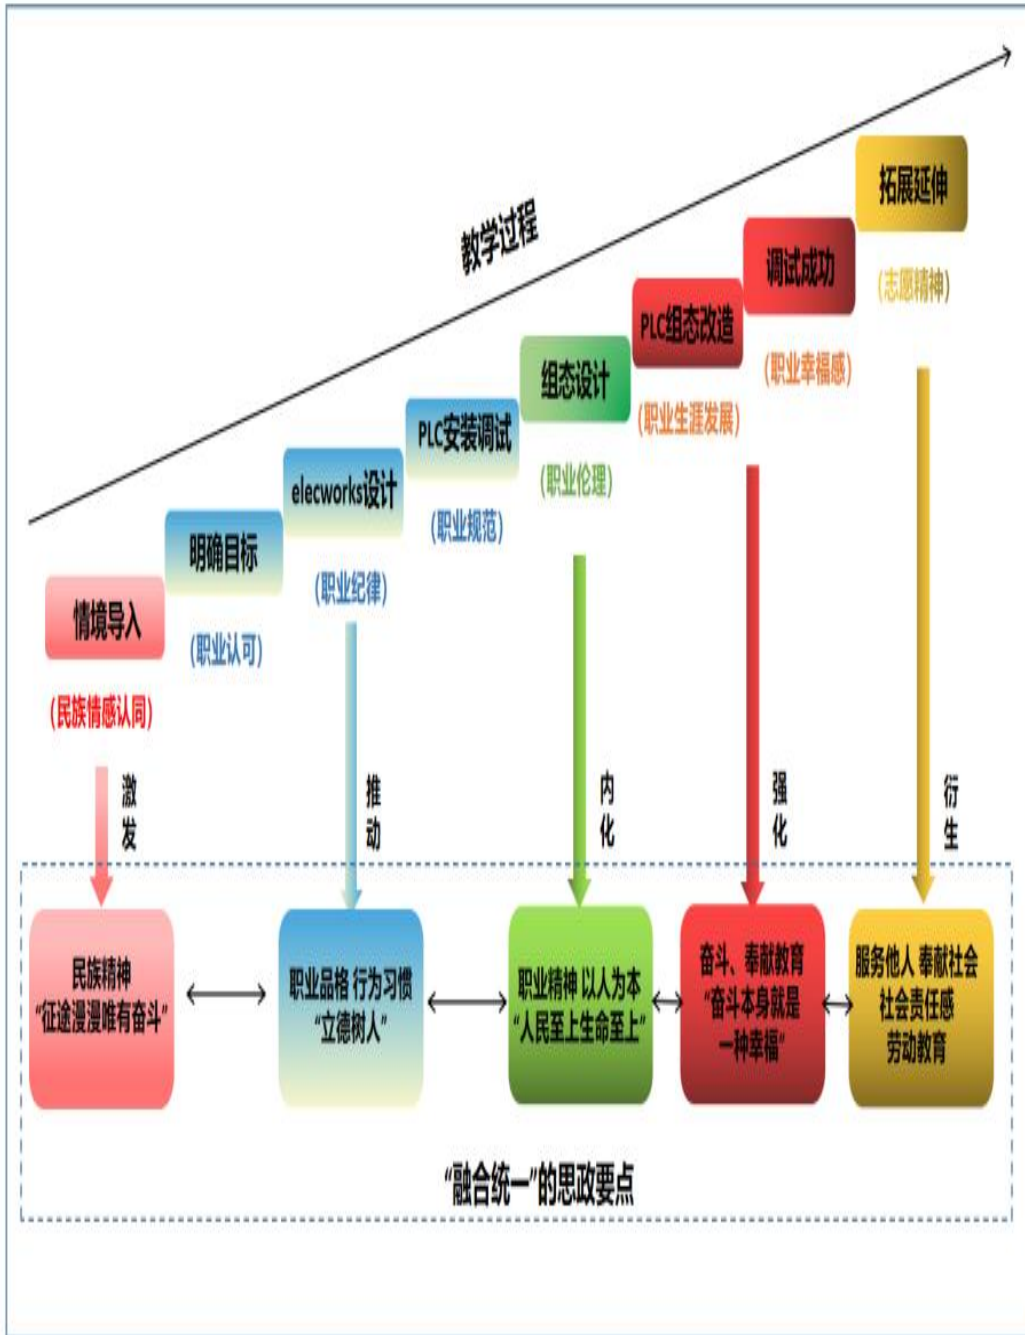 教学过程
拓展延伸
(志愿精神)
调试成功
(职业幸福感)
PLC组态改造
(职业生涯发展)
组态设计
(职业伦理)
PLC安装调试
(职业规范)
elecworks设计
(职业纪律)
明确目标
(职业认可)
情境导入
(民族情感认同)
激
发
推
动
内
化
强
化
衍
生
民族精神
“征途漫漫唯有奋斗”
职业品格 行为习惯
“立德树人”
职业精神 以人为本
“人民至上生命至上”
奋斗、奉献教育
“奋斗本身就是
一种幸福”
服务他人 奉献社会
社会责任感
劳动教育
“融合统一”的思政要点